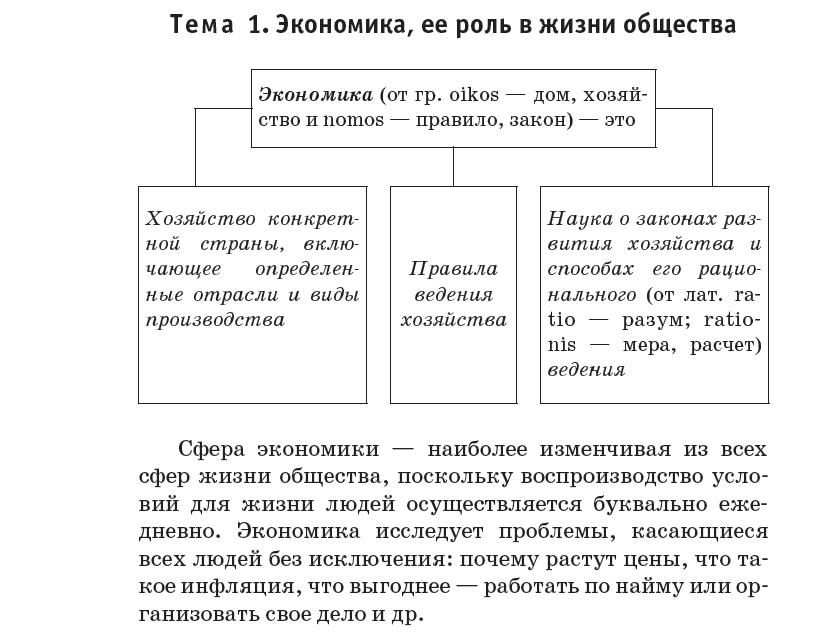 Тема 1. Экономика, ее роль в жизни общества
Экономика (от гр. oikos — дом, хозяй-
ство и nomos — правило, закон) — это
Хозяйство конкрет-
ной страны, вклю-
чающее определен-
ные отрасли и виды
производства
Правила
ведения
хозяйства
Наука о законах раз-
вития хозяйства и
способах его рацио-
нального (от лат. ra-
tio — разум; ratio-
nis — мера, расчет)
ведения
Сфера экономики — наиболее изменчивая из всех
сфер жизни общества, поскольку воспроизводство усло-
вий для жизни людей осуществляется буквально еже-
дневно. Экономика исследует проблемы, касающиеся
всех людей без исключения: почему растут цены, что та-
кое инфляция, что выгоднее — работать по найму или ор-
ганизовать свое дело и др.